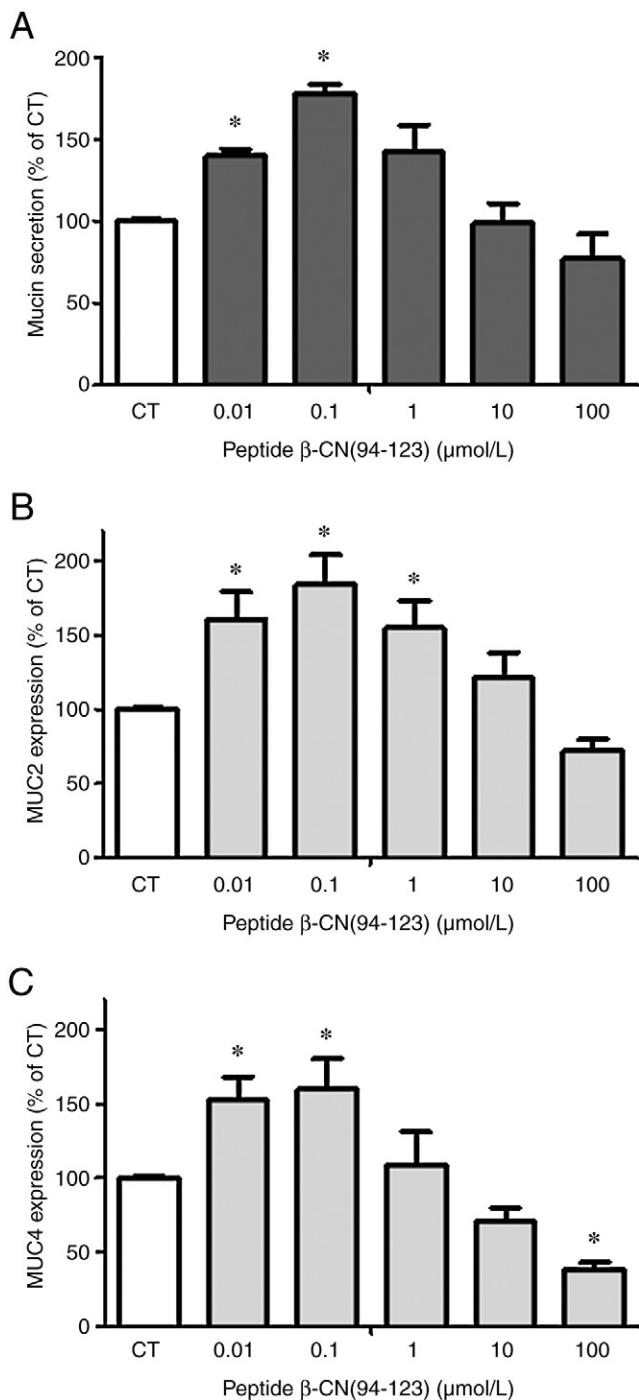 A
Mucin secretion (% of CT)
200
150
100
50
0
*
*
CT 0.01 0.1 1 10 100
Peptide β-CN(94-123) (µmol/L)
B
MUC2 expression (% of CT)
200
150
100
50
0
*
*
*
CT 0.01 0.1 1 10 100
Peptide β-CN(94-123) (µmol/L)
C
MUC4 expression (% of CT)
200
150
100
50
0
*
*
*
CT 0.01 0.1 1 10 100
Peptide β-CN(94-123) (µmol/L)